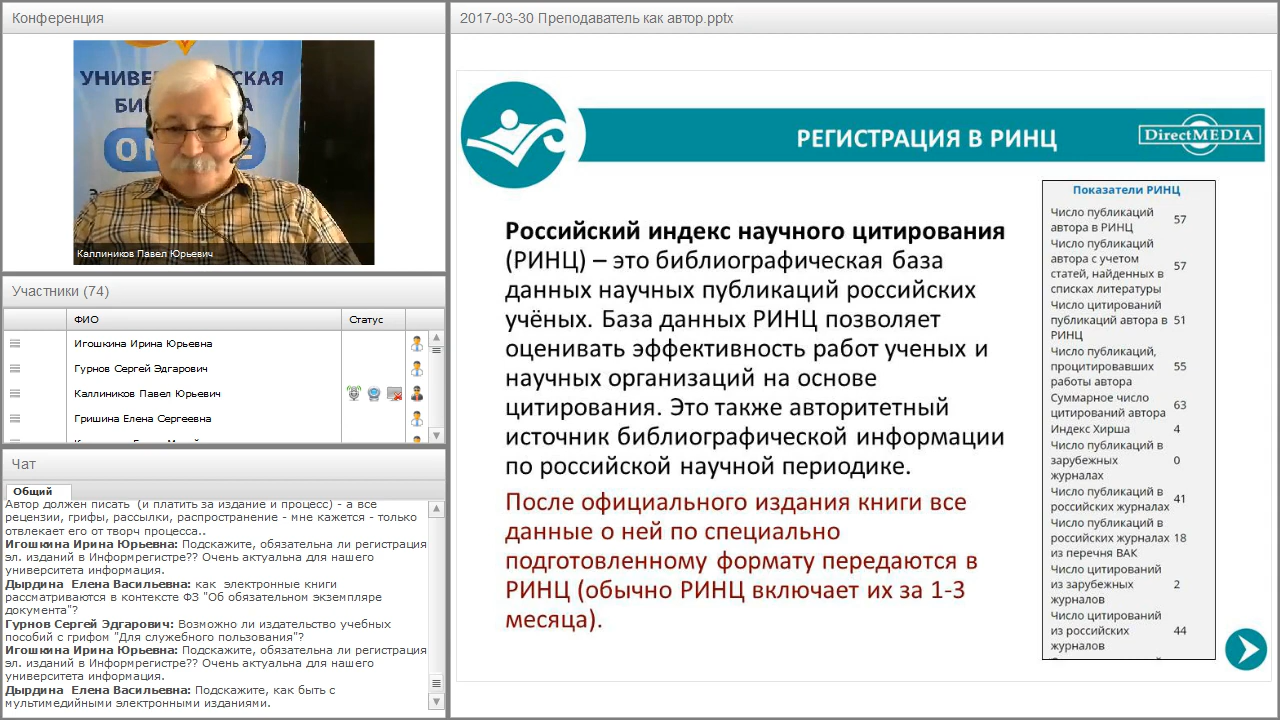 Конференция
УНИВЕ СКАЯ
БИ А
Каллиников Павел Юрьевич
Участники (74)
ФИО Статус
Игошкина Ирина Юрьевна
Гурнов Сергей Эдгарович
Каллиников Павел Юрьевич
Гришина Елена Сергеевна
Чат
Общий
Автор должен писать (и платить за издание и процесс) - а все
рецензии, грифы, рассылки, распространение - мне кажется - только
отвлекает его от творч процесса..
Игошкина Ирина Юрьевна: Подскажите, обязательна ли регистрация
эл. изданий в Информрегистре?? Очень актуальна для нашего
университета информация.
Дырдина Елена Васильевна: как электронные книги
рассматриваются в контексте ФЗ "Об обязательном экземпляре
документа"?
Гурнов Сергей Эдгарович: Возможно ли издательство учебных
пособий с грифом "Для служебного пользования"?
Игошкина Ирина Юрьевна: Подскажите, обязательна ли регистрация
эл. изданий в Информрегистре?? Очень актуальна для нашего
университета информация.
Дырдина Елена Васильевна: Подскажите, как быть с
мультимедийными электронными изданиями.
2017-03-30 Преподаватель как автор.pptx
РЕГИСТРАЦИЯ В РИНЦ
DirectMEDIA
Российский индекс научного цитирования
(РИНЦ) – это библиографическая база
данных научных публикаций российских
учёных. База данных РИНЦ позволяет
оценивать эффективность работ ученых и
научных организаций на основе
цитирования. Это также авторитетный
источник библиографической информации
по российской научной периодике.
После официального издания книги все
данные о ней по специально
подготовленному формату передаются в
РИНЦ (обычно РИНЦ включает их за 1-3
месяца).
Показатели РИНЦ
Число публикаций
автора в РИНЦ 57
Число публикаций
автора с учетом
статей, найденных в
списках литературы 57
Число цитирований
публикаций автора в
РИНЦ 51
Число публикаций,
процитировавших
работы автора 55
Суммарное число
цитирований автора 63
Индекс Хирша 4
Число публикаций в
зарубежных
журналах 0
Число публикаций в
российских журналах 41
Число публикаций в
российских журналах
из перечня ВАК 18
Число цитирований
из зарубежных
журналов 2
Число цитирований
из российских
журналов 44